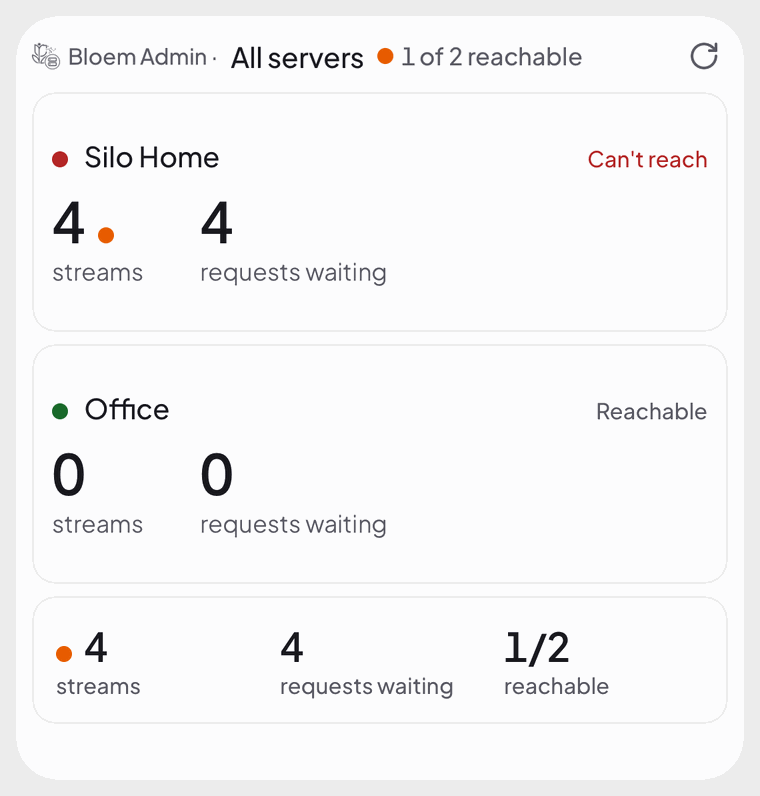 Bloem Admin · All servers 1 of 2 reachable
Silo Home Can't reach
4 4
streams requests waiting
Office Reachable
0 0
streams requests waiting
4 4 1/2
streams requests waiting reachable